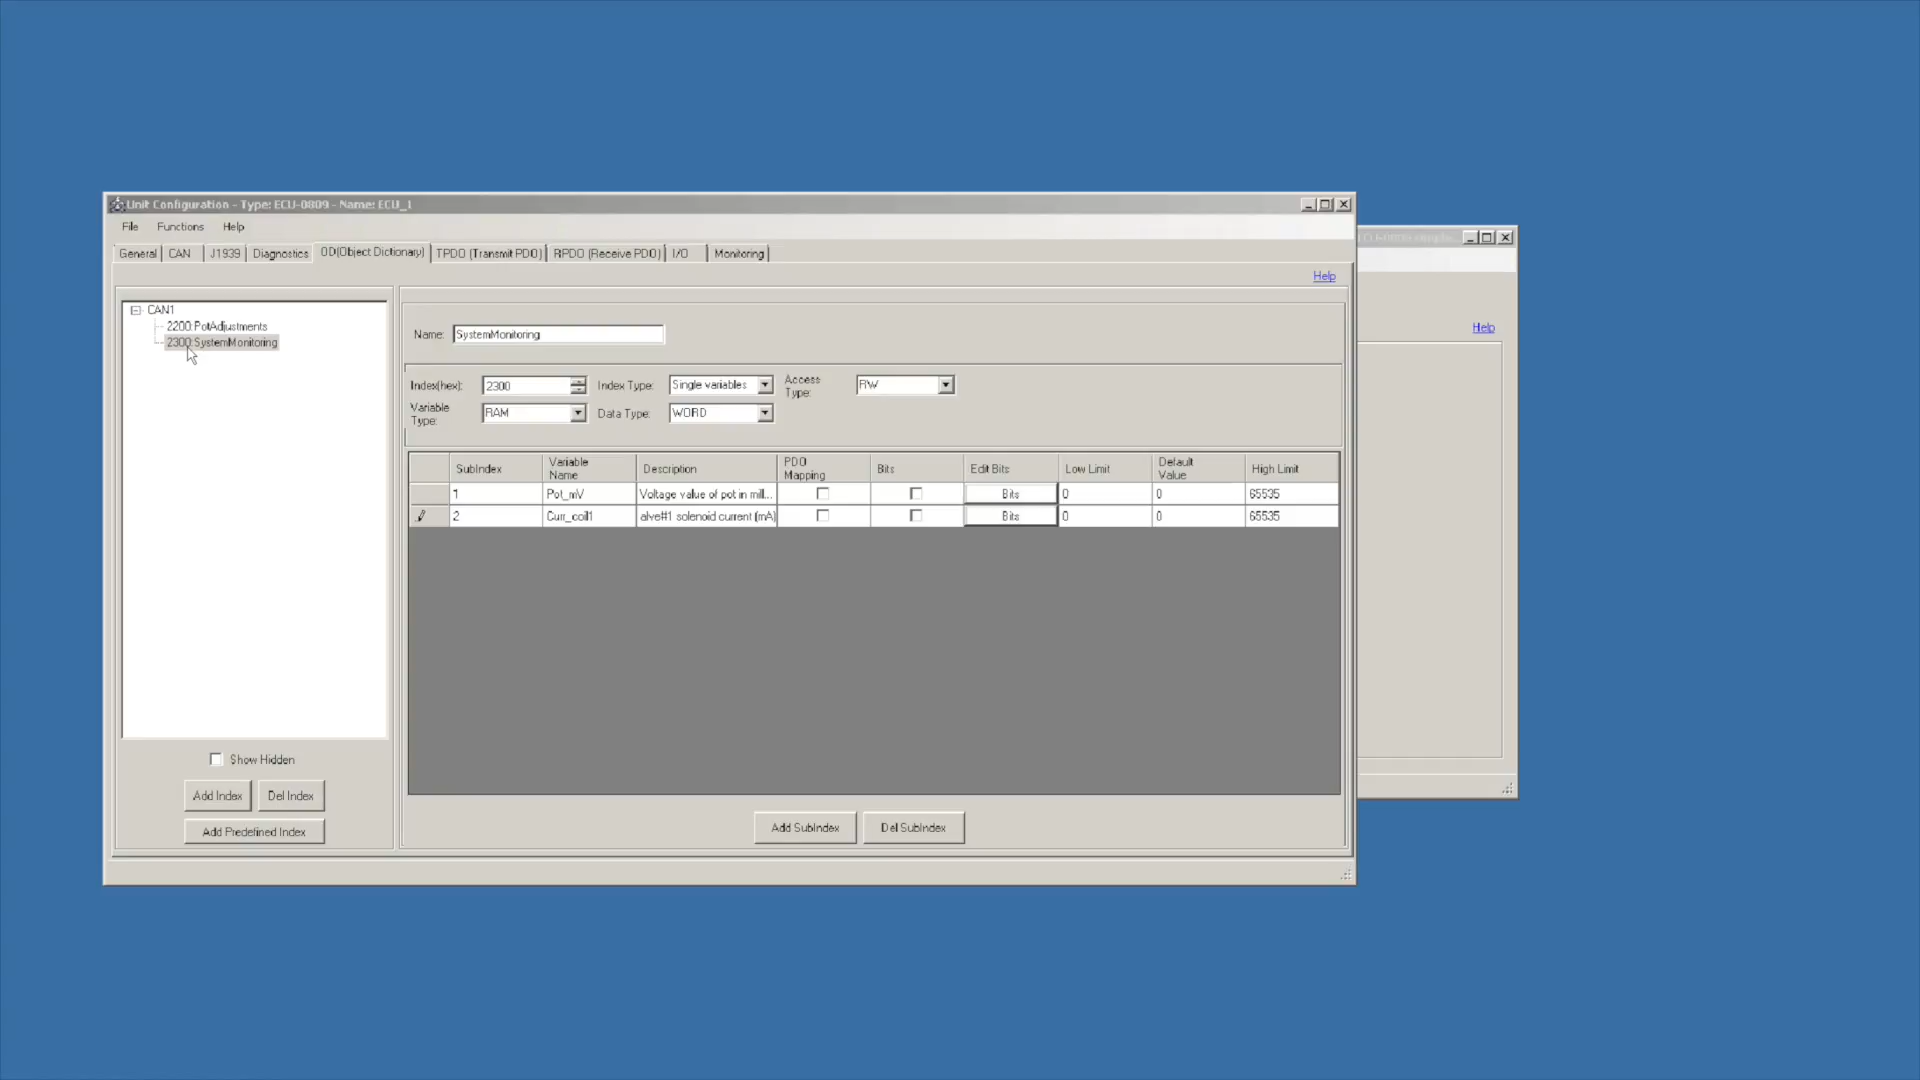 Unit Configuration - Type: ECU-0809 - Name: ECU_1
File Functions Help
General CAN J1939 Diagnostics OD(Object Dictionary) TPDO (Transmit PDO) RPDO (Receive PDO) I/O Monitoring
Help
Help
CAN1
2200:PotAdjustments
2300:SystemMonitoring
Name: SystemMonitoring
Index(hex): 2300 Index Type: Single variables Access Type: RW
Variable Type: RAM Data Type: WORD
SubIndex Variable Name Description PDO Mapping Bits Edit Bits Low Limit Default Value High Limit
1 Pot_mV Voltage value of pot in mill... Bits 0 0 65535
2 Curr_coil1 alve#1 solenoid current (mA) Bits 0 0 65535
Show Hidden
Add Index Del Index
Add Predefined Index
Add SubIndex Del SubIndex